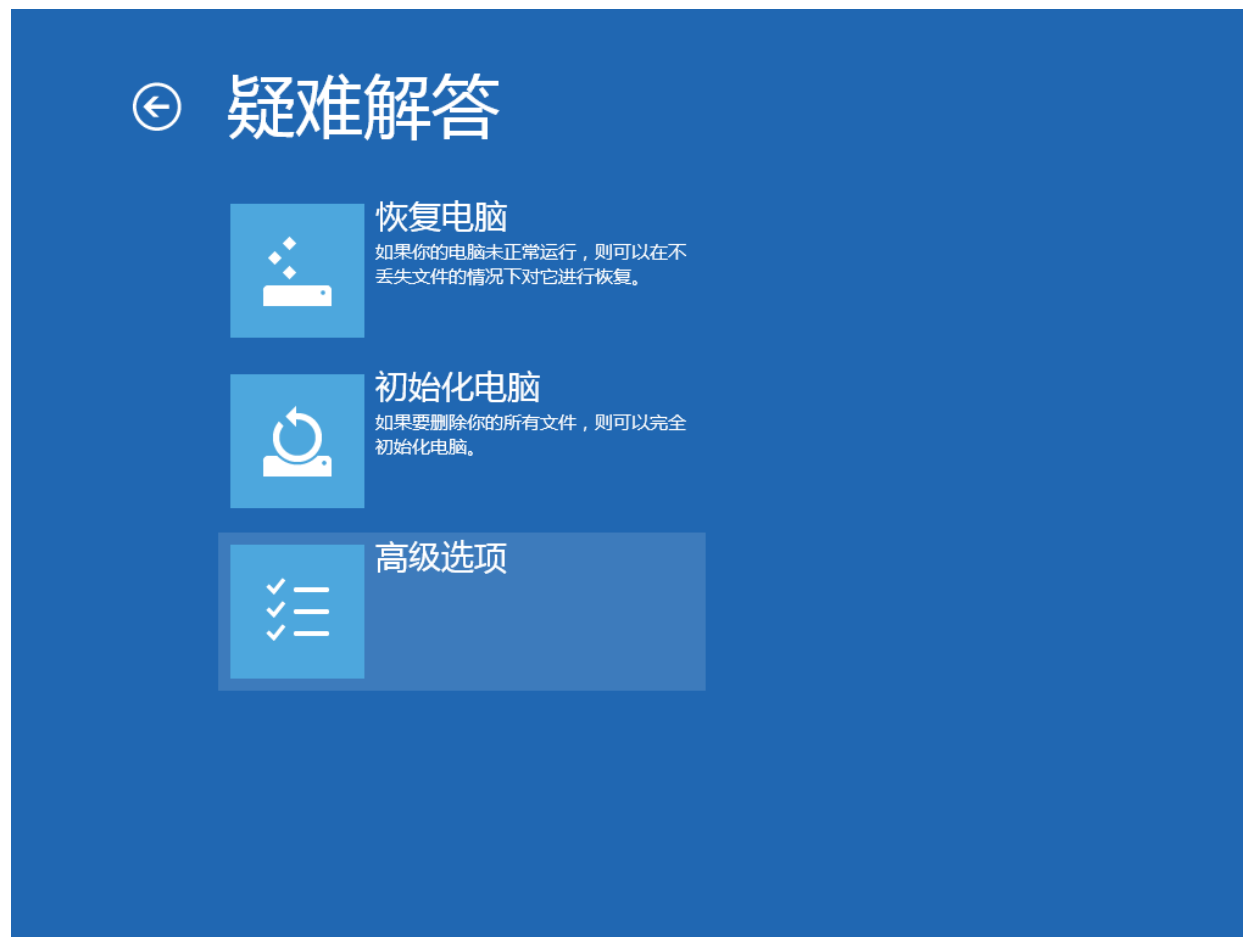 疑难解答
恢复电脑
如果你的电脑未正常运行，则可以在不
丢失文件的情况下对它进行恢复。
初始化电脑
如果要删除你的所有文件，则可以完全
初始化电脑。
高级选项